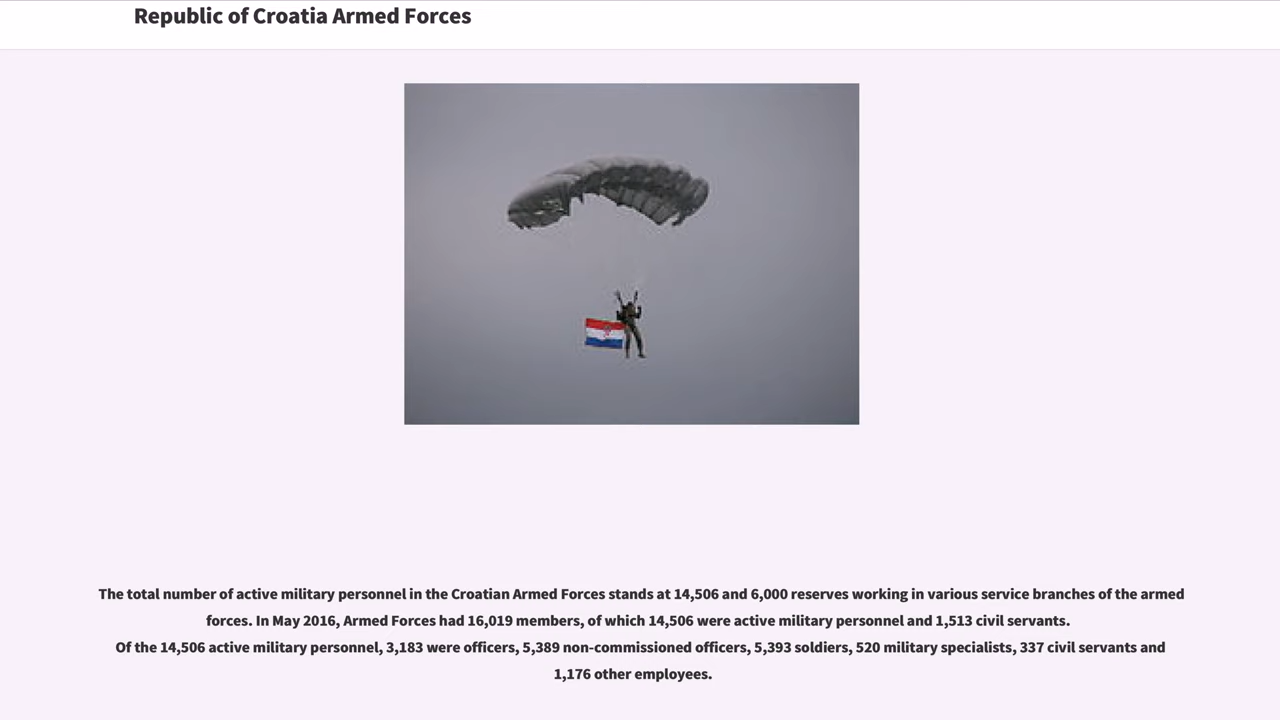 Republic of Croatia Armed Forces
The total number of active military personnel in the Croatian Armed Forces stands at 14,506 and 6,000 reserves working in various service branches of the armed
forces. In May 2016, Armed Forces had 16,019 members, of which 14,506 were active military personnel and 1,513 civil servants.
Of the 14,506 active military personnel, 3,183 were officers, 5,389 non-commissioned officers, 5,393 soldiers, 520 military specialists, 337 civil servants and
1,176 other employees.